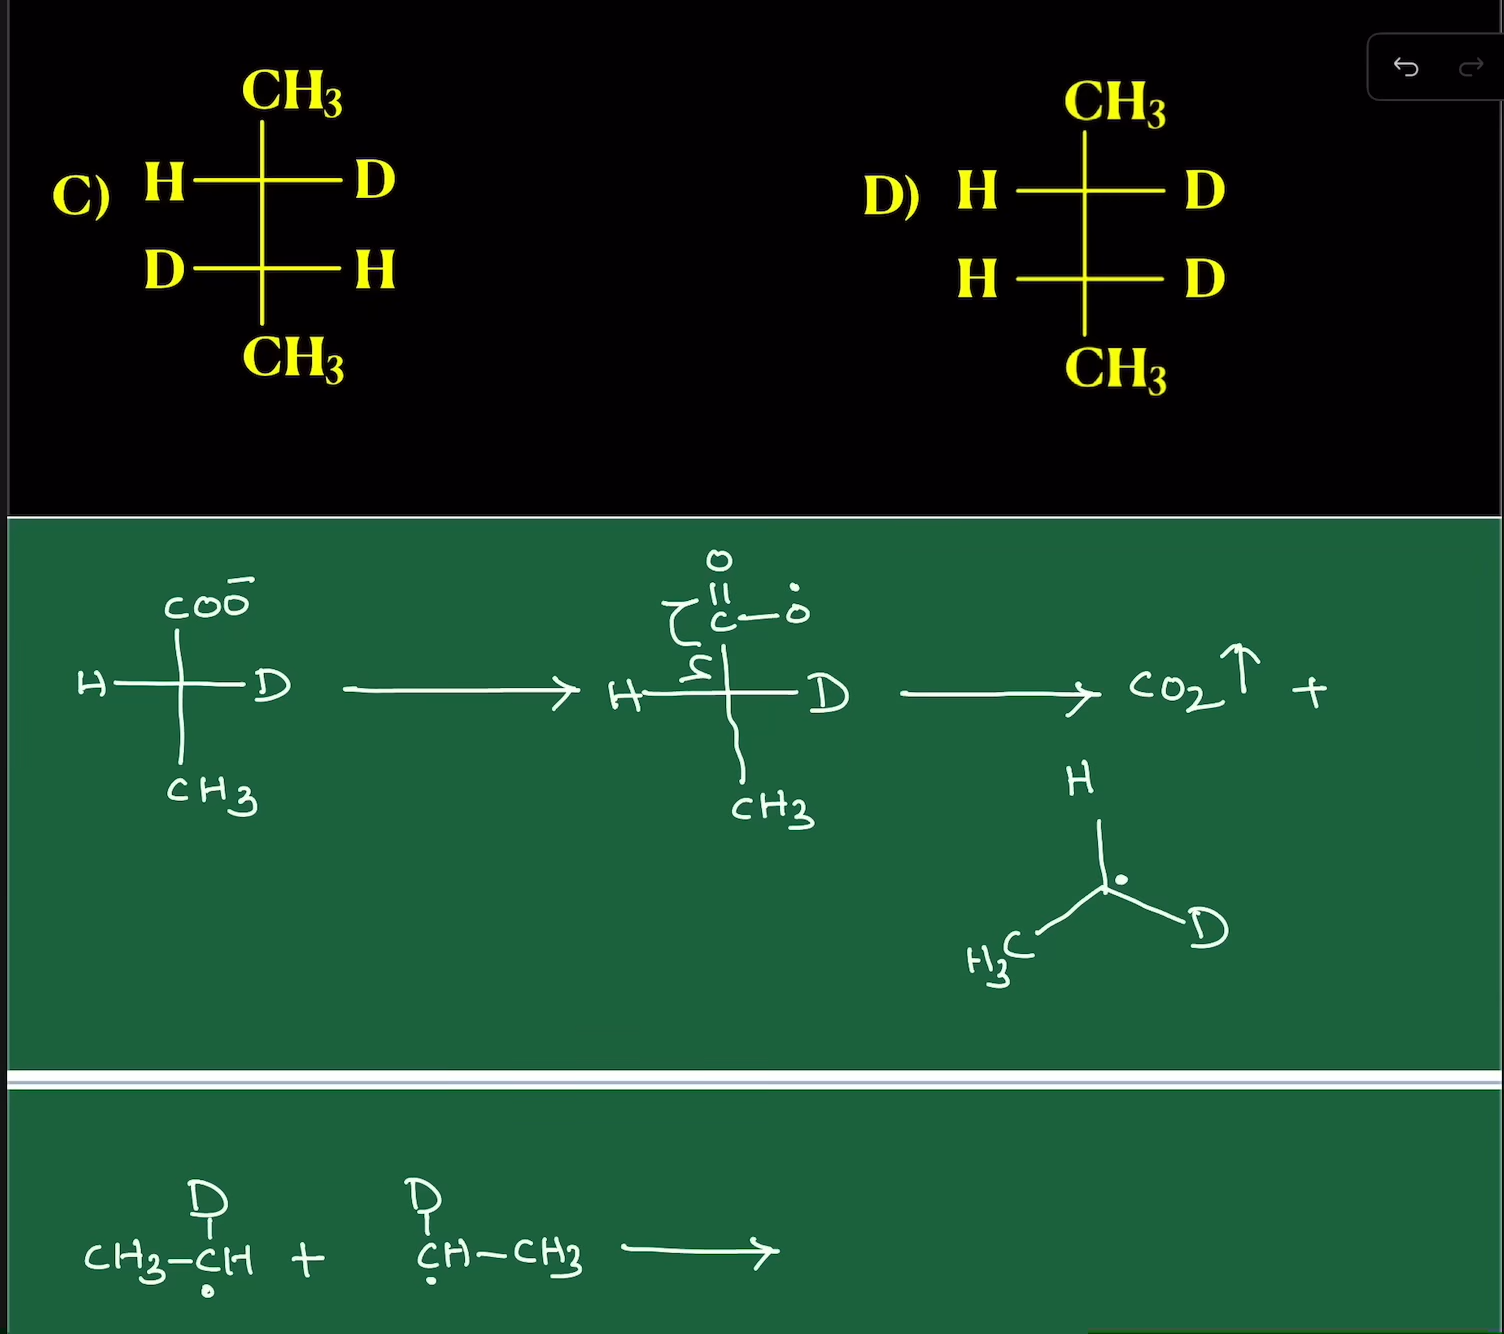 CH3
C) H D
D H
CH3
CH3
D) H D
H D
CH3
COO⁻
H D
CH3
O
C–O•
H D
CH3
CO2↑ +
H
•
H3C D
D D
CH3–CH + CH–CH3
• •